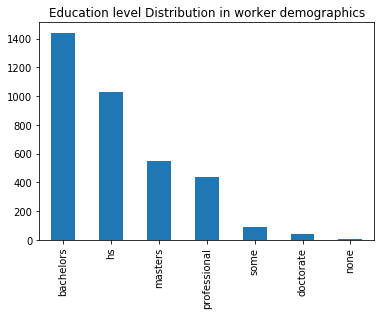 Education level Distribution in worker demographics
1400
1200
1000
800
600
400
200
0
bachelors
hs
masters
professional
some
doctorate
none